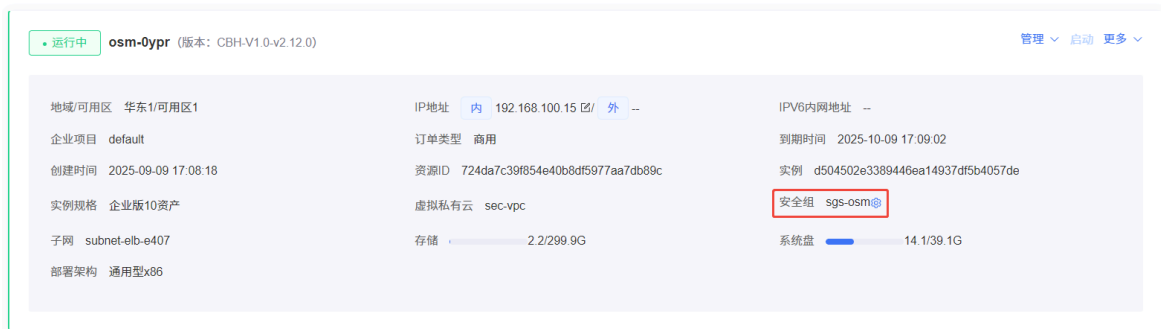 运行中 osm-0ypr (版本：CBH-V1.0-v2.12.0) 管理 启动 更多
地域/可用区 华东1/可用区1 IP地址 内 192.168.100.15 / 外 -- IPV6内网地址 --
企业项目 default 订单类型 商用 到期时间 2025-10-09 17:09:02
创建时间 2025-09-09 17:08:18 资源ID 724da7c39f854e40b8df5977aa7db89c 实例 d504502e3389446ea14937df5b4057de
实例规格 企业版10资产 虚拟私有云 sec-vpc 安全组 sgs-osm
子网 subnet-elb-e407 存储 2.2/299.9G 系统盘 14.1/39.1G
部署架构 通用型x86